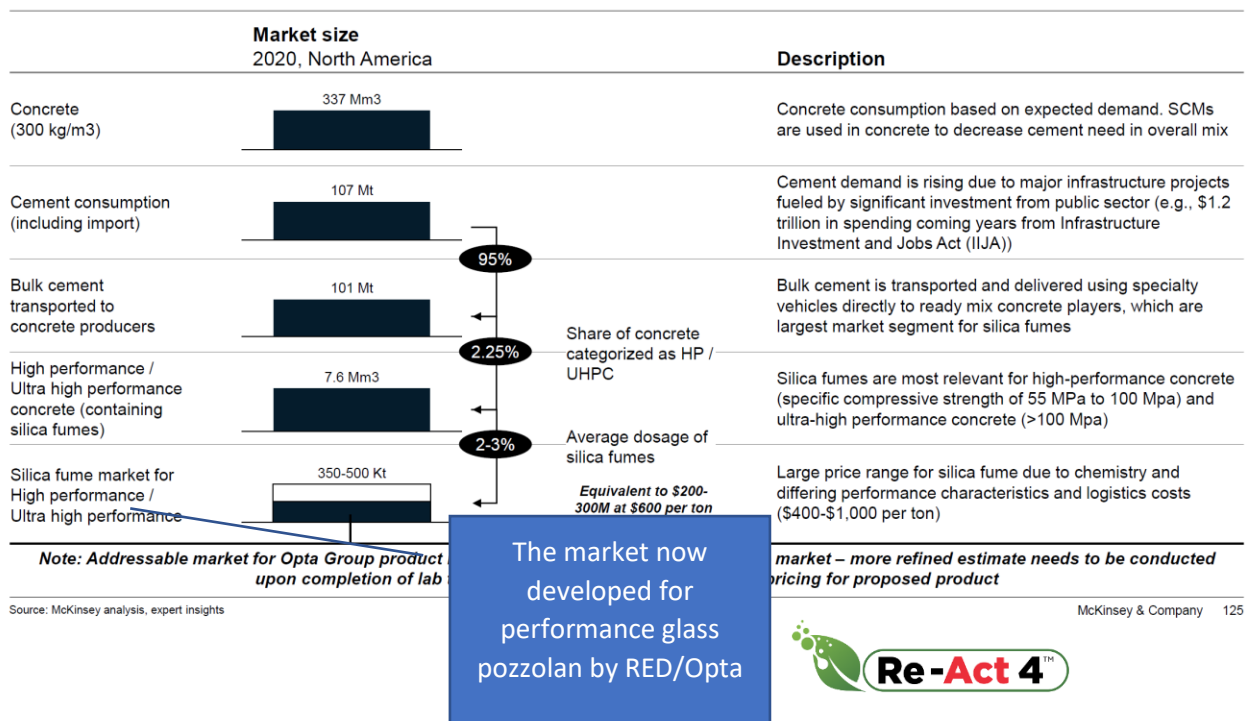 Market size
2020, North America
Description
Concrete
(300 kg/m3)
337 Mm3
Concrete consumption based on expected demand. SCMs
are used in concrete to decrease cement need in overall mix
Cement consumption
(including import)
107 Mt
Cement demand is rising due to major infrastructure projects
fueled by significant investment from public sector (e.g., $1.2
trillion in spending coming years from Infrastructure
Investment and Jobs Act (IIJA))
95%
Bulk cement
transported to
concrete producers
101 Mt
Bulk cement is transported and delivered using specialty
vehicles directly to ready mix concrete players, which are
largest market segment for silica fumes
2.25%
Share of concrete
categorized as HP /
UHPC
High performance /
Ultra high performance
concrete (containing
silica fumes)
7.6 Mm3
Silica fumes are most relevant for high-performance concrete
(specific compressive strength of 55 MPa to 100 Mpa) and
ultra-high performance concrete (>100 Mpa)
2-3%
Average dosage of
silica fumes
Silica fume market for
High performance /
Ultra high performance
350-500 Kt
Equivalent to $200-
300M at $600 per ton
Large price range for silica fume due to chemistry and
differing performance characteristics and logistics costs
($400-$1,000 per ton)
Note: Addressable market for Opta Group product market – more refined estimate needs to be conducted
upon completion of lab pricing for proposed product
The market now
developed for
performance glass
pozzolan by RED/Opta
Source: McKinsey analysis, expert insights
McKinsey & Company 125
Re-Act 4™